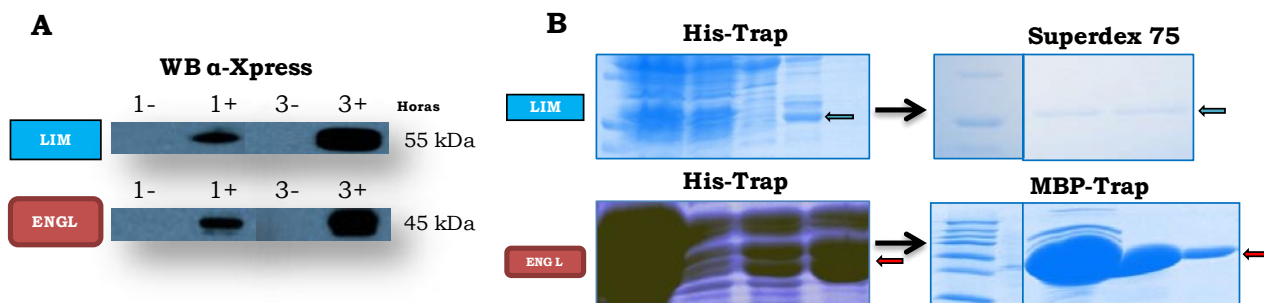 A
WB α-Xpress
1- 1+ 3- 3+ Horas
LIM 55 kDa
1- 1+ 3- 3+
ENGL 45 kDa
B
His-Trap Superdex 75
LIM
His-Trap MBP-Trap
ENG L